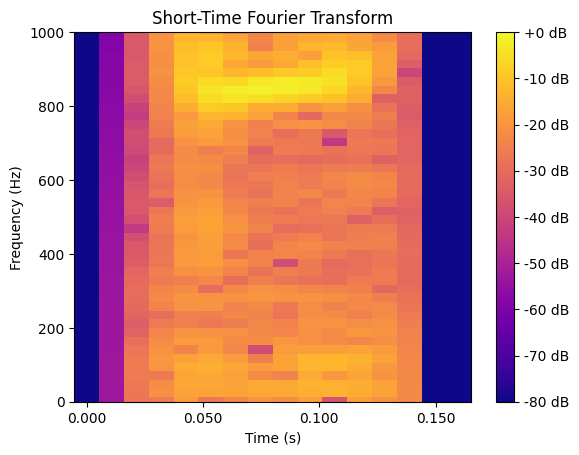 Short-Time Fourier Transform
Frequency (Hz)
1000
800
600
400
200
0
0.000
0.050
0.100
0.150
Time (s)
+0 dB
-10 dB
-20 dB
-30 dB
-40 dB
-50 dB
-60 dB
-70 dB
-80 dB